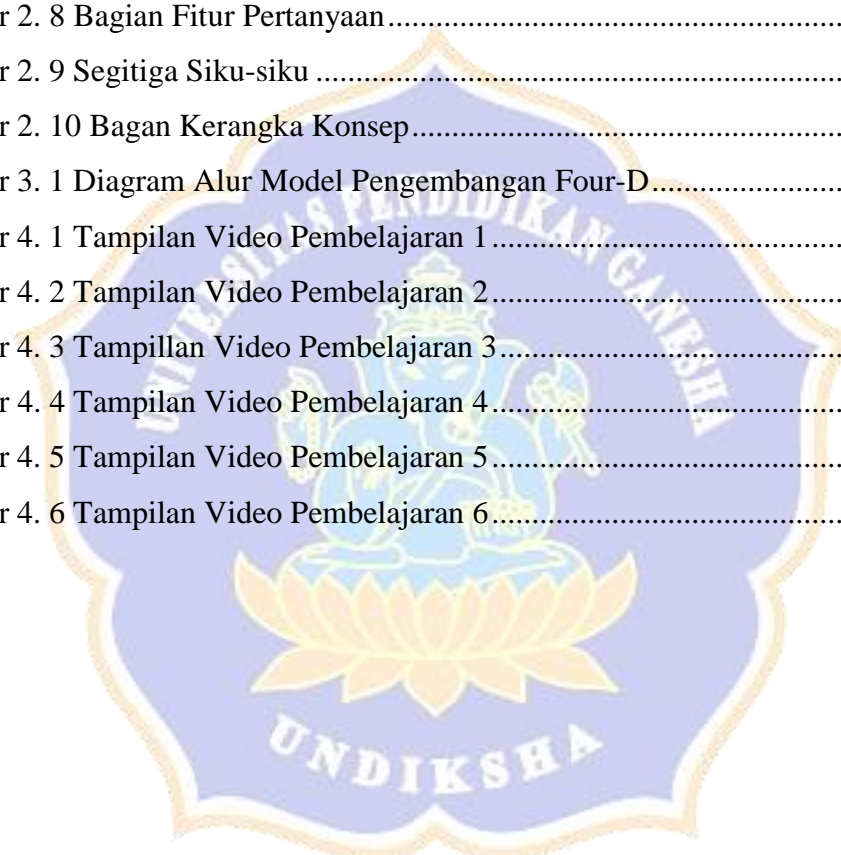 r 2. 8 Bagian Fitur Pertanyaan
r 2. 9 Segitiga Siku-siku
r 2. 10 Bagan Kerangka Konsep
r 3. 1 Diagram Alur Model Pengembangan Four-D
r 4. 1 Tampilan Video Pembelajaran 1
r 4. 2 Tampilan Video Pembelajaran 2
r 4. 3 Tampillan Video Pembelajaran 3
r 4. 4 Tampilan Video Pembelajaran 4
r 4. 5 Tampilan Video Pembelajaran 5
r 4. 6 Tampilan Video Pembelajaran 6
UNIVERSITAS PENDIDIKAN GANESHA
UNDIKSHA